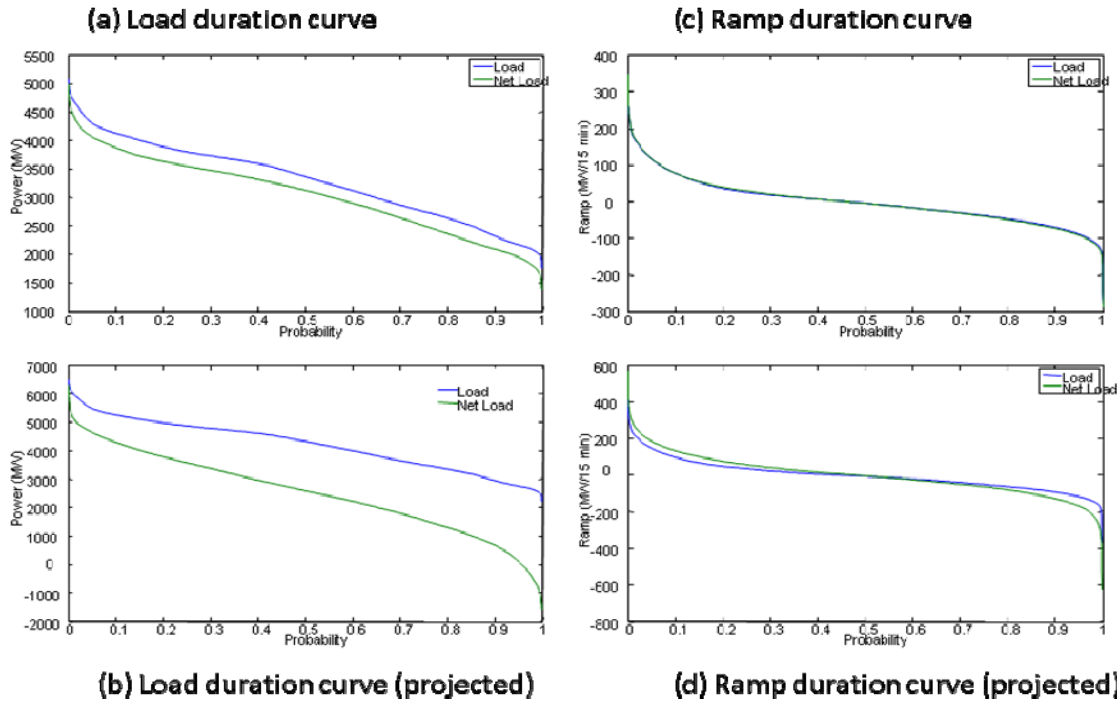 (a) Load duration curve
5500
5000
4500
4000
3500
3000
2500
2000
1500
1000
Power (MW)
Load
Net Load
0 0.1 0.2 0.3 0.4 0.5 0.6 0.7 0.8 0.9 1
Probability
(c) Ramp duration curve
400
300
200
100
0
-100
-200
-300
Ramp (MW/15 min)
Load
Net Load
0 0.1 0.2 0.3 0.4 0.5 0.6 0.7 0.8 0.9 1
Probability
7000
6000
5000
4000
3000
2000
1000
0
-1000
-2000
Power (MW)
Load
Net Load
0 0.1 0.2 0.3 0.4 0.5 0.6 0.7 0.8 0.9 1
Probability
(b) Load duration curve (projected)
600
400
200
0
-200
-400
-600
-800
Ramp (MW/15 min)
Load
Net Load
0 0.1 0.2 0.3 0.4 0.5 0.6 0.7 0.8 0.9 1
Probability
(d) Ramp duration curve (projected)